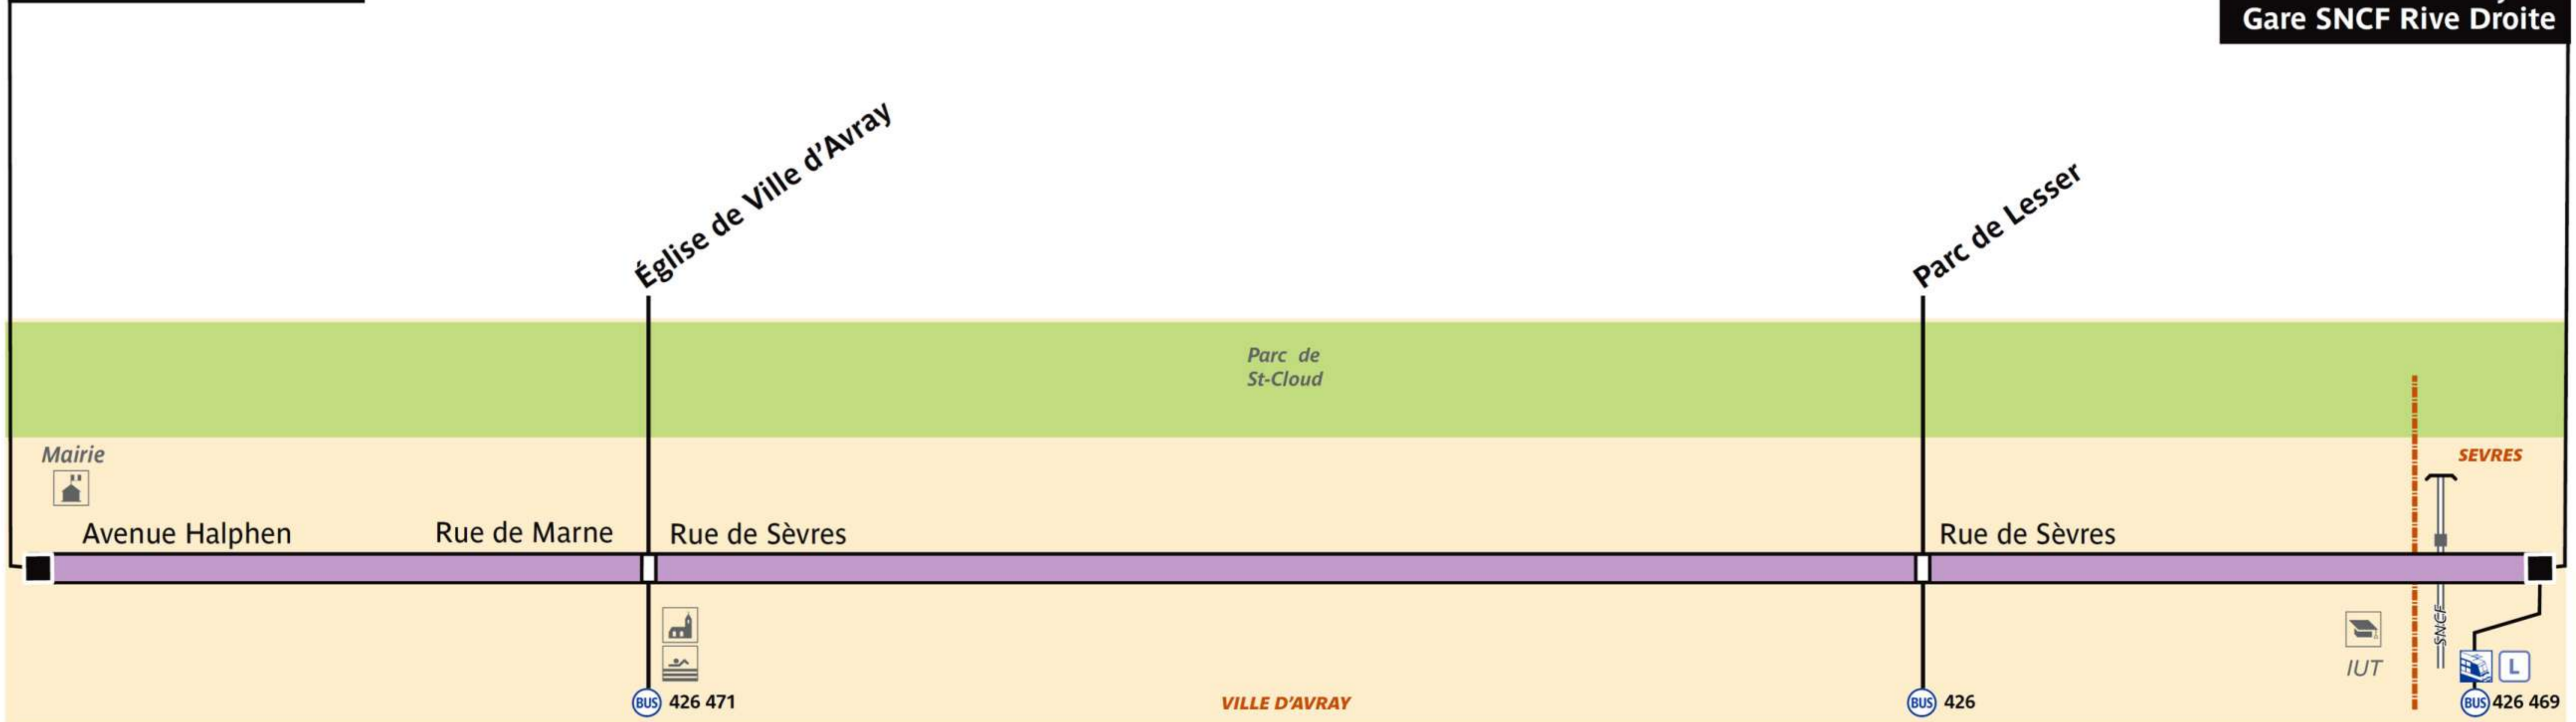 Gare SNCF Rive Droite
Église de Ville d'Avray
Parc de Lesser
Parc de
St-Cloud
Mairie
SEVRES
Avenue Halphen
Rue de Marne
Rue de Sèvres
Rue de Sèvres
SNCF
IUT
L
BUS 426 471
VILLE D'AVRAY
BUS 426
BUS 426 469